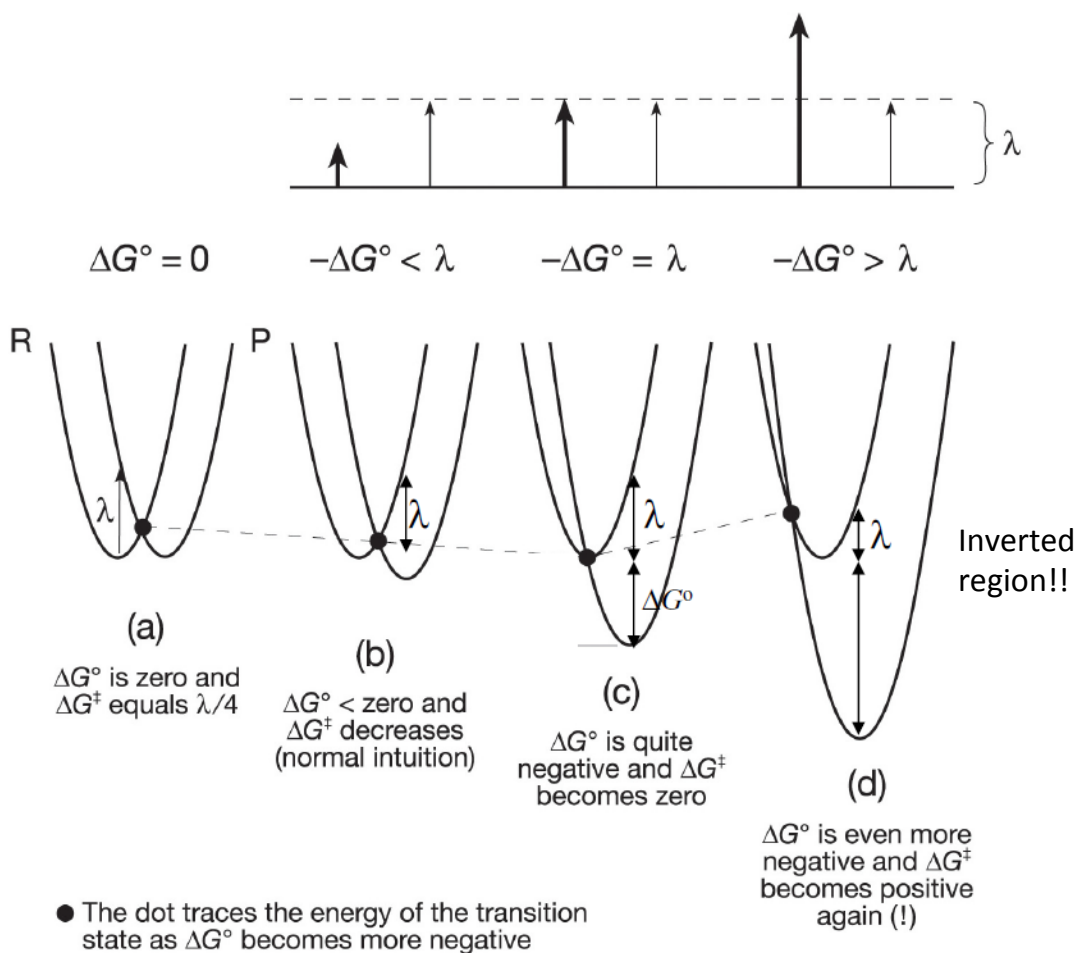 λ
ΔG° = 0
−ΔG° < λ
−ΔG° = λ
−ΔG° > λ
R
P
λ
λ
λ
ΔG°
λ
Inverted
region!!
(a)
ΔG° is zero and
ΔG‡ equals λ/4
(b)
ΔG° < zero and
ΔG‡ decreases
(normal intuition)
(c)
ΔG° is quite
negative and ΔG‡
becomes zero
(d)
ΔG° is even more
negative and ΔG‡
becomes positive
again (!)
● The dot traces the energy of the transition
state as ΔG° becomes more negative